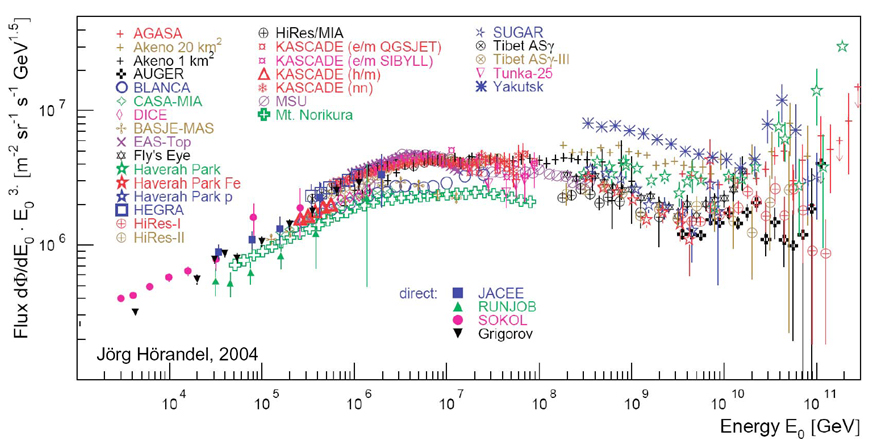 Flux dΦ/dE₀ · E₀³. [m⁻² sr⁻¹ s⁻¹ GeV¹·⁵]
10⁷
10⁶
AGASA
Akeno 20 km²
Akeno 1 km²
AUGER
BLANCA
CASA-MIA
DICE
BASJE-MAS
EAS-Top
Fly's Eye
Haverah Park
Haverah Park Fe
Haverah Park p
HEGRA
HiRes-I
HiRes-II
HiRes/MIA
KASCADE (e/m QGSJET)
KASCADE (e/m SIBYLL)
KASCADE (h/m)
KASCADE (nn)
MSU
Mt. Norikura
SUGAR
Tibet ASγ
Tibet ASγ-III
Tunka-25
Yakutsk
direct:
JACEE
RUNJOB
SOKOL
Grigorov
Jörg Hörandel, 2004
10⁴ 10⁵ 10⁶ 10⁷ 10⁸ 10⁹ 10¹⁰ 10¹¹
Energy E₀ [GeV]